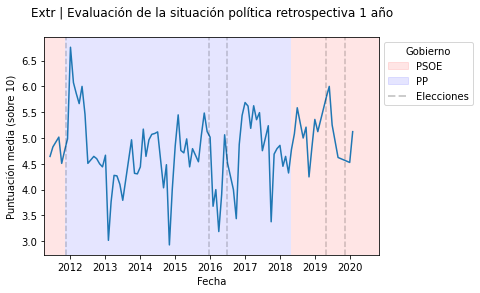 Extr | Evaluación de la situación política retrospectiva 1 año
Puntuación media (sobre 10)
6.5
6.0
5.5
5.0
4.5
4.0
3.5
3.0
2012 2013 2014 2015 2016 2017 2018 2019 2020
Fecha
Gobierno
PSOE
PP
Elecciones